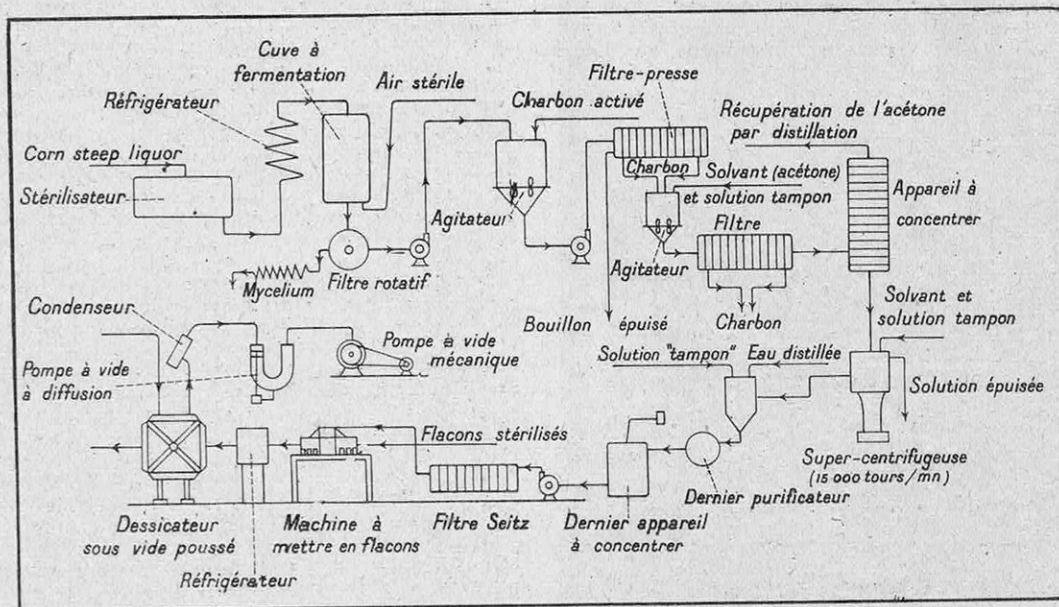 Cuve à
fermentation
Air stérile
Filtre-presse
Réfrigérateur
Charbon activé
Récupération de l'acétone
par distillation
Corn steep liquor
Charbon
Solvant (acétone)
et solution tampon
Appareil à
concentrer
Stérilisateur
Agitateur
Filtre
Agitateur
Mycelium
Filtre rotatif
Condenseur
Bouillon épuisé
Charbon
Solvant et
solution tampon
Pompe à vide
mécanique
Solution "tampon"
Eau distillée
Pompe à vide
à diffusion
Solution épuisée
Flacons stérilisés
Super-centrifugeuse
(15 000 tours/mn)
Dernier purificateur
Dessicateur
sous vide poussé
Machine à
mettre en flacons
Filtre Seitz
Dernier appareil
à concentrer
Réfrigérateur